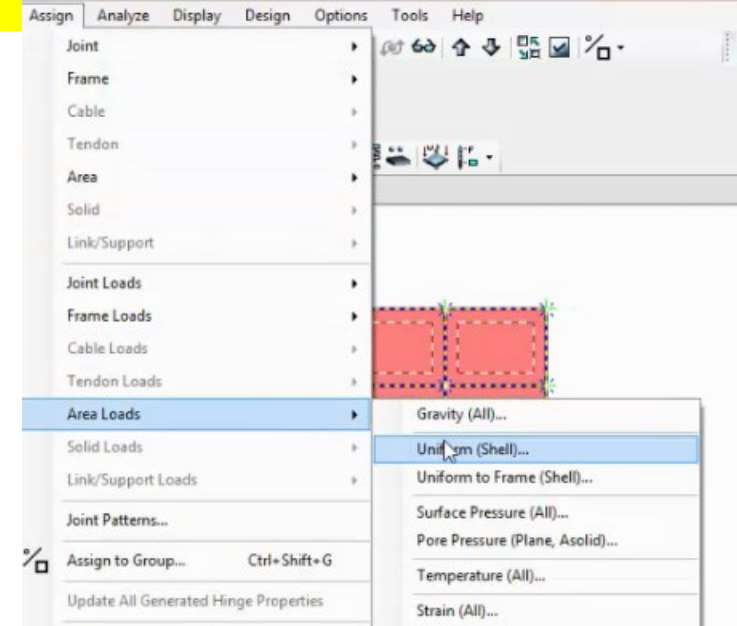 Assign Analyze Display Design Options Tools Help
Joint
Frame
Cable
Tendon
Area
Solid
Link/Support
Joint Loads
Frame Loads
Cable Loads
Tendon Loads
Area Loads
Gravity (All)...
Solid Loads
Uniform (Shell)...
Link/Support Loads
Uniform to Frame (Shell)...
Joint Patterns...
Surface Pressure (All)...
Pore Pressure (Plane, Asolid)...
Assign to Group... Ctrl+Shift+G
Temperature (All)...
Update All Generated Hinge Properties
Strain (All)...